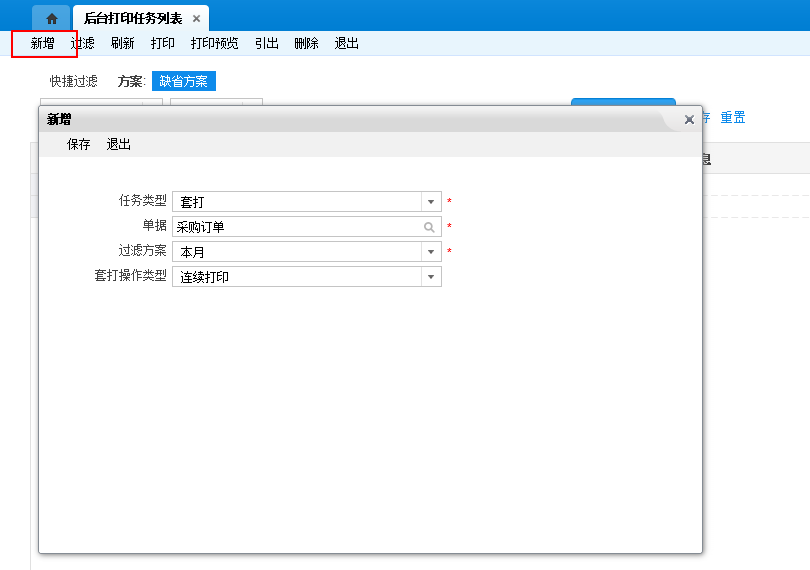 后台打印任务列表
新增 过滤 刷新 打印 打印预览 引出 删除 退出
快捷过滤 方案: 缺省方案
存 重置
新增
保存 退出
息
任务类型 套打 *
单据 采购订单 *
过滤方案 本月 *
套打操作类型 连续打印